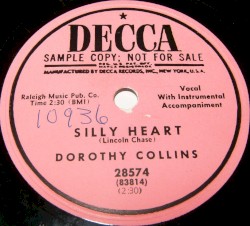 DECCA
SAMPLE COPY; NOT FOR SALE
MANUFACTURED BY DECCA RECORDS, INC., NEW YORK, U.S.A.
Raleigh Music Pub. Co.
Time 2:30 (BMI)
Vocal
With Instrumental
Accompaniment
10936
SILLY HEART
(Lincoln Chase)
DOROTHY COLLINS
28574
(83814)
(2:30)